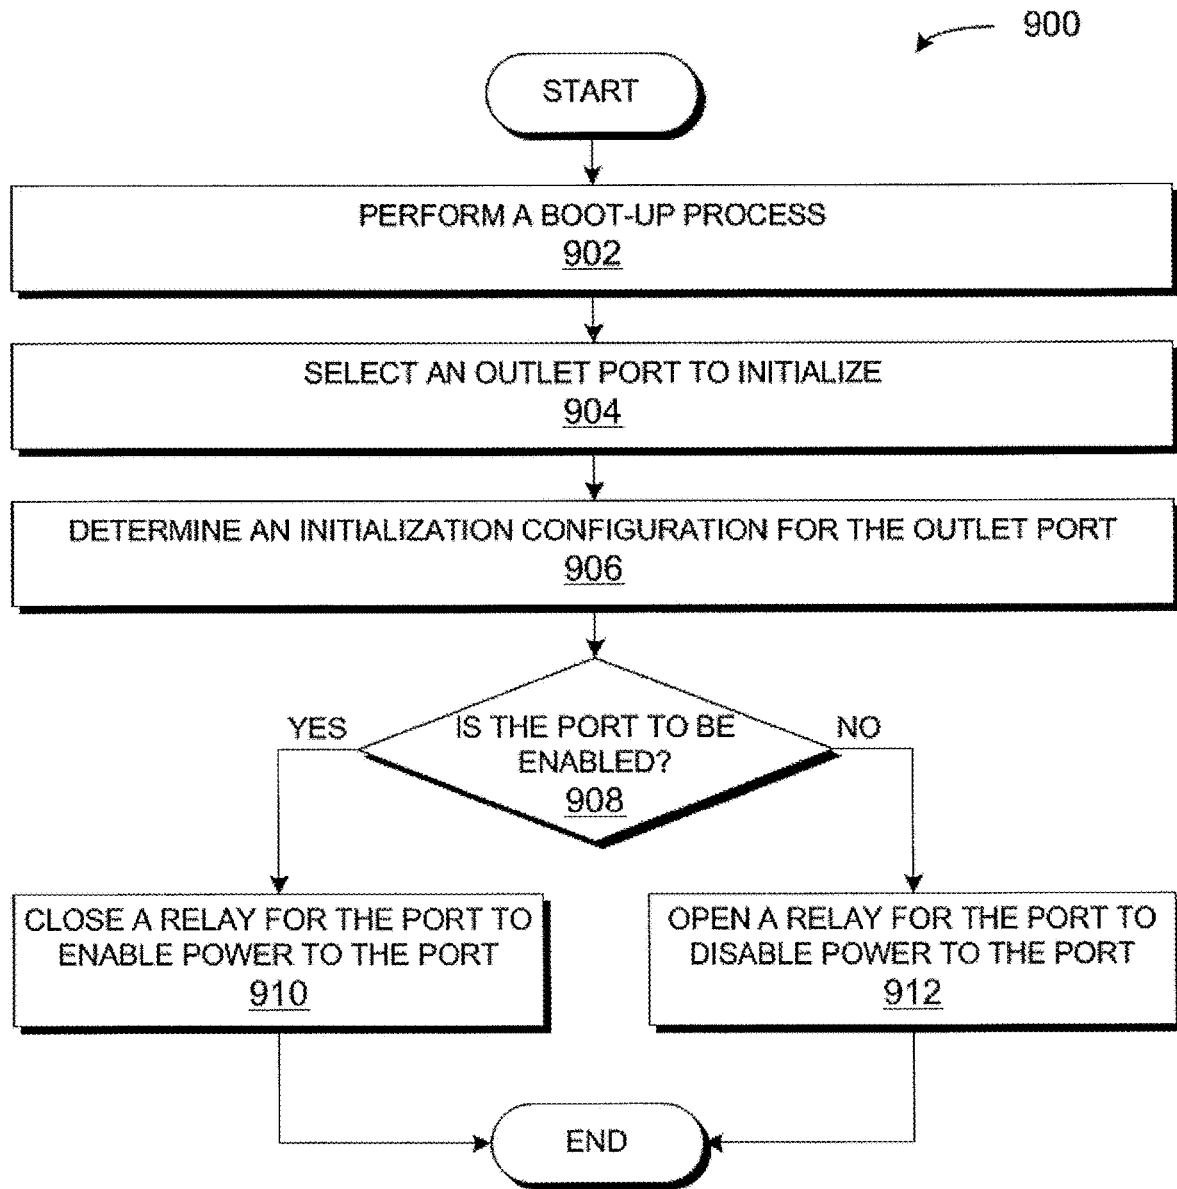 900
START
PERFORM A BOOT-UP PROCESS
902
SELECT AN OUTLET PORT TO INITIALIZE
904
DETERMINE AN INITIALIZATION CONFIGURATION FOR THE OUTLET PORT
906
YES
IS THE PORT TO BE
ENABLED?
908
NO
CLOSE A RELAY FOR THE PORT TO
ENABLE POWER TO THE PORT
910
OPEN A RELAY FOR THE PORT TO
DISABLE POWER TO THE PORT
912
END